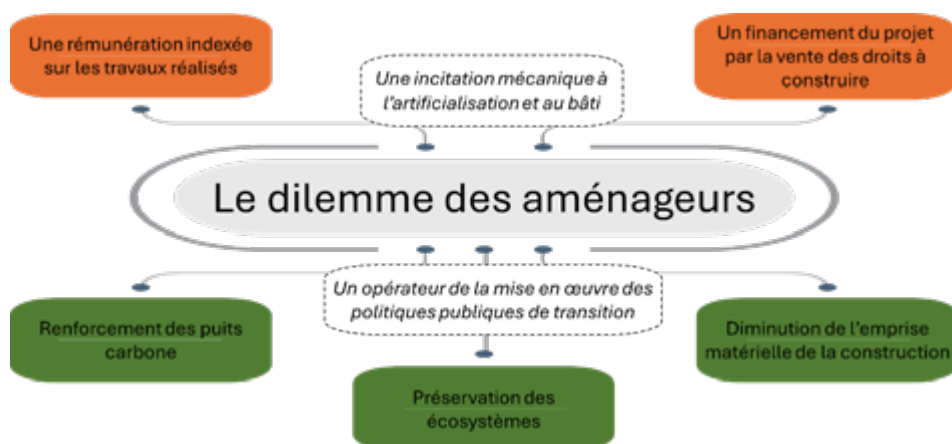 Une rémunération indexée
sur les travaux réalisés
Une incitation mécanique à
l'artificialisation et au bâti
Un financement du projet
par la vente des droits à
construire
Le dilemme des aménageurs
Renforcement des puits
carbone
Un opérateur de la mise en œuvre des
politiques publiques de transition
Diminution de l'emprise
matérielle de la construction
Préservation des
écosystèmes